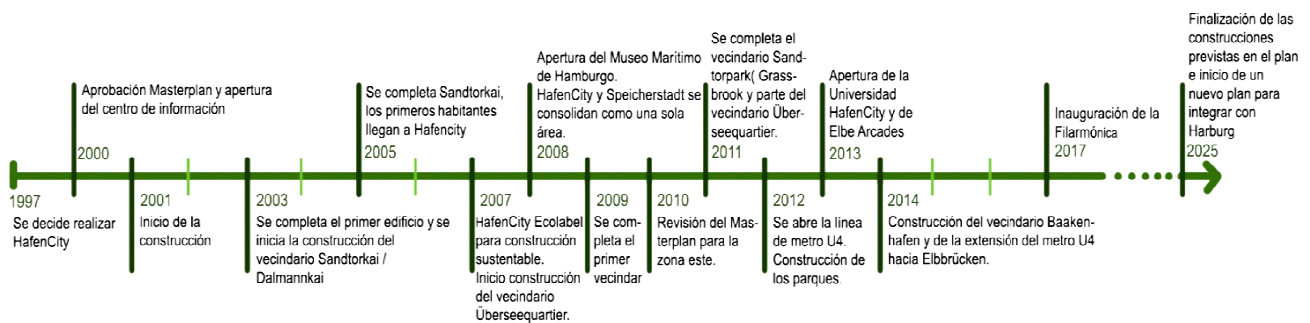 1997
Se decide realizar
HafenCity
Aprobación Masterplan y apertura
del centro de información
2000
2001
Inicio de la
construcción
2003
Se completa el primer edificio y se
inicia la construcción del
vecindario Sandtorkai /
Dalmannkai
Se completa Sandtorkai,
los primeros habitantes
llegan a Hafencity
2005
2007
HafenCity Ecolabel
para construcción
sustentable.
Inicio construcción
del vecindario
Überseequartier.
Apertura del Museo Marítimo
de Hamburgo.
HafenCity y Speicherstadt se
consolidan como una sola
área.
2008
2009
Se com-
pleta el
primer
vecindar
2010
Revisión del Mas-
terplan para la
zona este.
Se completa el
vecindario Sand-
torpark( Grass-
brook y parte del
vecindario Über-
seequartier.
2011
2012
Se abre la línea
de metro U4.
Construcción de
los parques.
Apertura de la
Universidad
HafenCity y de
Elbe Arcades
2013
2014
Construcción del vecindario Baaken-
hafen y de la extensión del metro U4
hacia Elbbrücken.
Inauguración de la
Filarmónica
2017
Finalización de las
construcciones
previstas en el plan
e inicio de un
nuevo plan para
integrar con
Harburg
2025